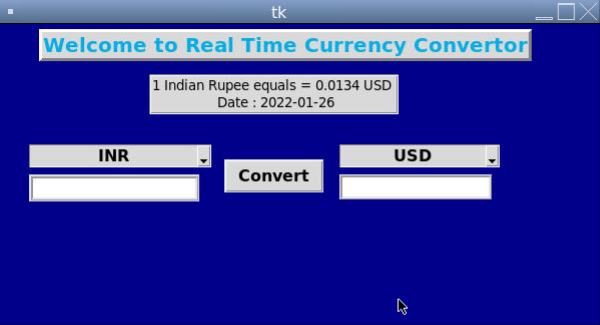 tk
Welcome to Real Time Currency Convertor
1 Indian Rupee equals = 0.0134 USD
Date : 2022-01-26
INR
USD
Convert